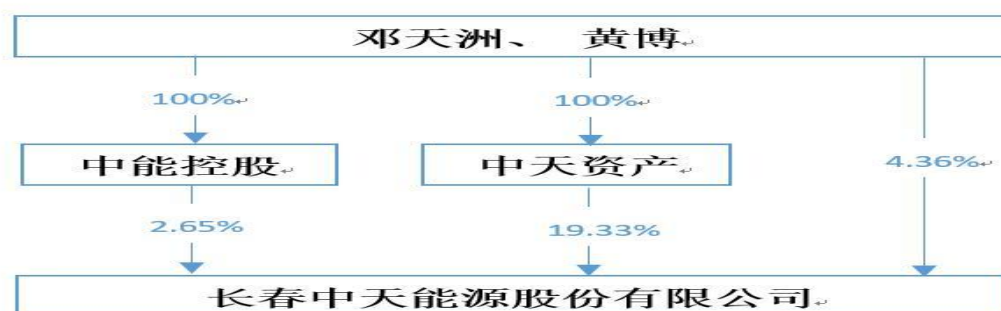 邓天洲、 黄博
100% 100%
中能控股 中天资产 4.36%
2.65% 19.33%
长春中天能源股份有限公司